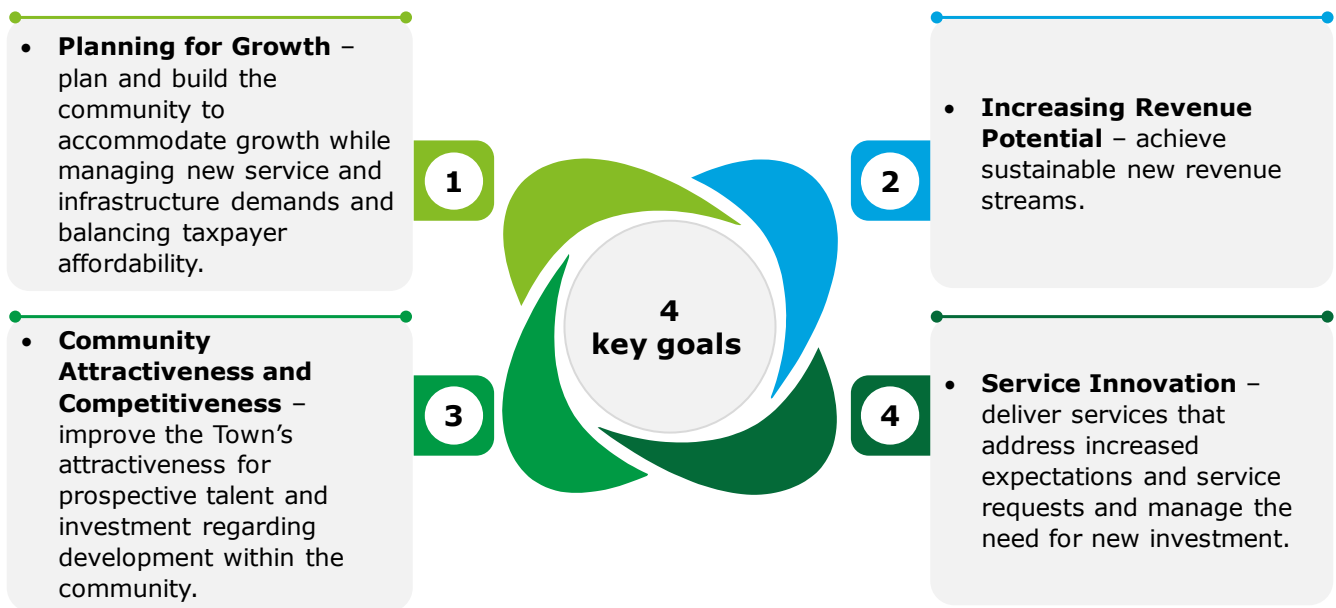 • Planning for Growth –
plan and build the
community to
accommodate growth while
managing new service and
infrastructure demands and
balancing taxpayer
affordability.
1
2
• Increasing Revenue
Potential – achieve
sustainable new revenue
streams.
4
key goals
• Community
Attractiveness and
Competitiveness –
improve the Town’s
attractiveness for
prospective talent and
investment regarding
development within the
community.
3
4
• Service Innovation –
deliver services that
address increased
expectations and service
requests and manage the
need for new investment.